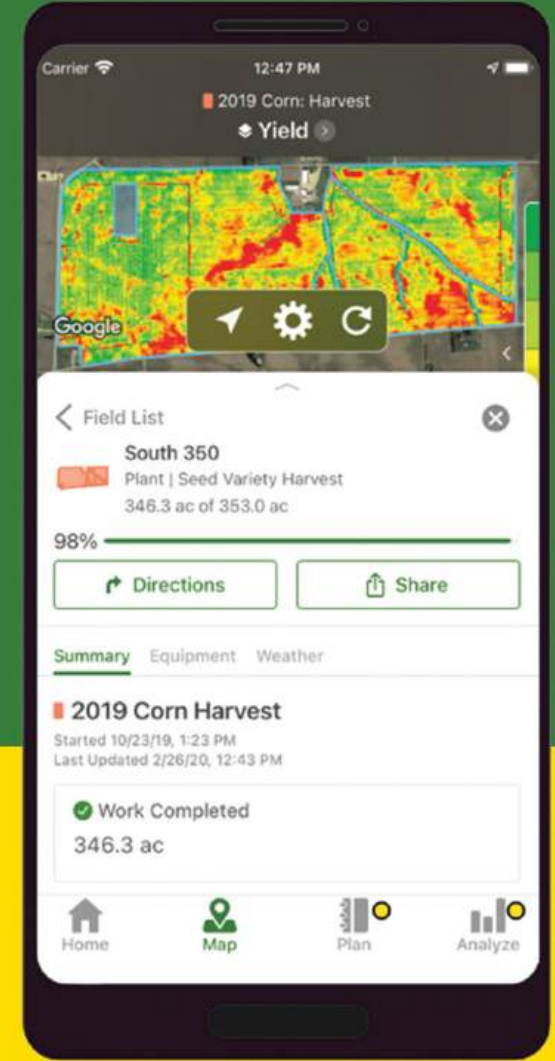 Carrier 12:47 PM
2019 Corn: Harvest
Yield
Google
Field List
South 350
Plant | Seed Variety Harvest
346.3 ac of 353.0 ac
98%
Directions Share
Summary Equipment Weather
2019 Corn Harvest
Started 10/23/19, 1:23 PM
Last Updated 2/26/20, 12:43 PM
Work Completed
346.3 ac
Home Map Plan Analyze